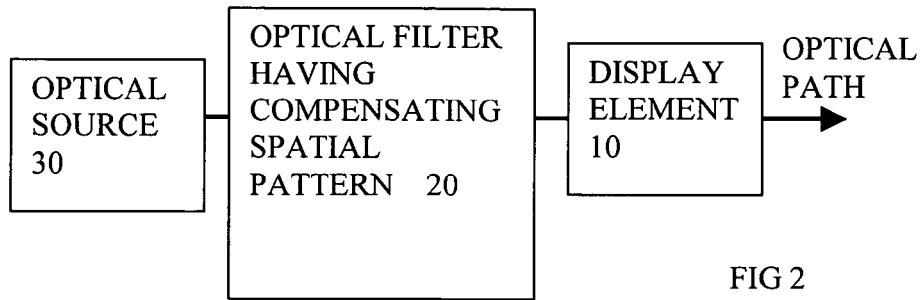 OPTICAL
SOURCE
30
OPTICAL FILTER
HAVING
COMPENSATING
SPATIAL
PATTERN 20
DISPLAY
ELEMENT
10
OPTICAL
PATH
FIG 2